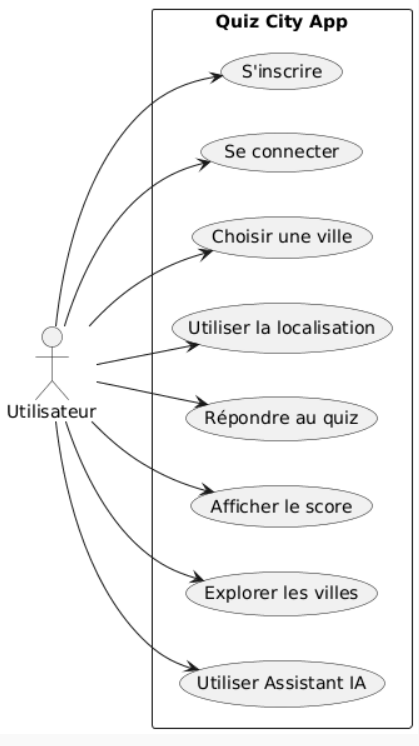 Quiz City App
S'inscrire
Se connecter
Choisir une ville
Utiliser la localisation
Utilisateur
Répondre au quiz
Afficher le score
Explorer les villes
Utiliser Assistant IA